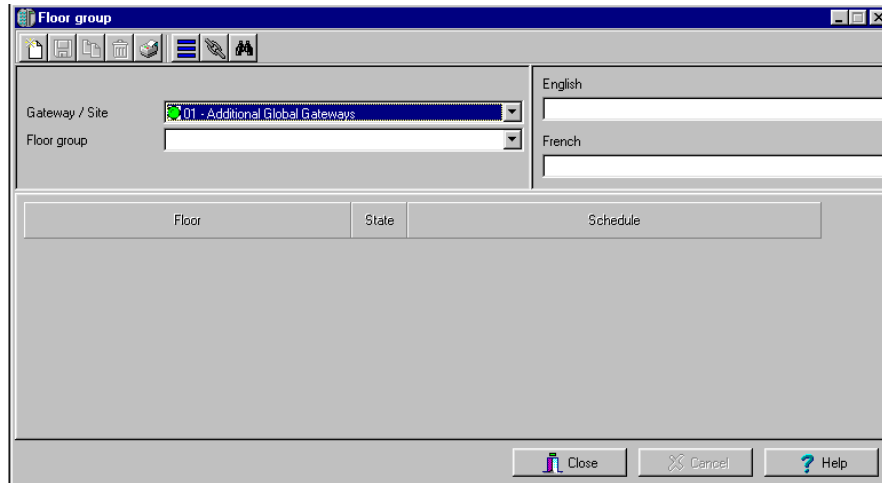 Floor group
English
Gateway / Site 01 - Additional Global Gateways
Floor group
French
Floor State Schedule
Close Cancel Help